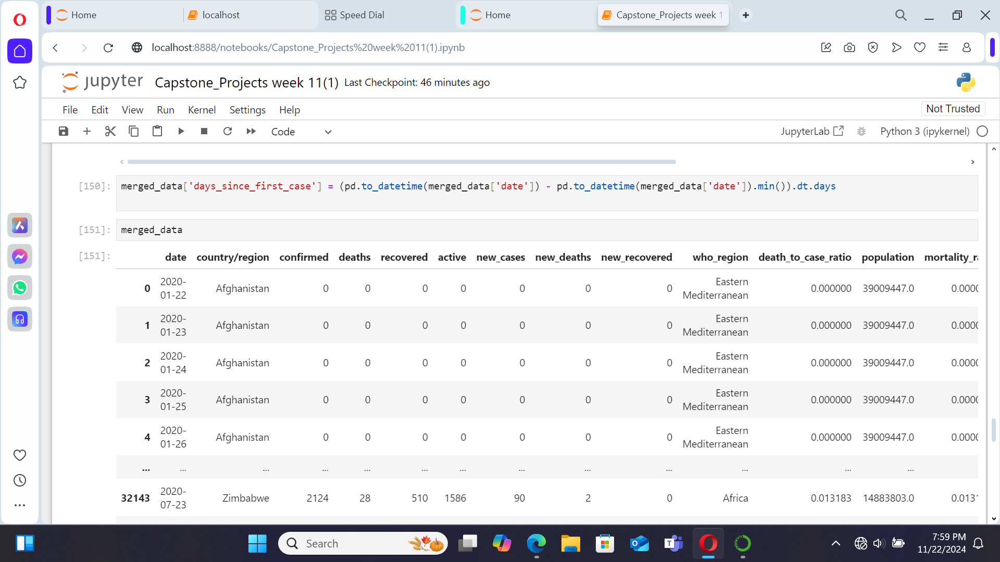 Home
localhost
Speed Dial
Home
Capstone_Projects week 1
localhost:8888/notebooks/Capstone_Projects%20week%2011(1).ipynb
jupyter Capstone_Projects week 11(1) Last Checkpoint: 46 minutes ago
File Edit View Run Kernel Settings Help
Not Trusted
Code
JupyterLab
Python 3 (ipykernel)
[150]: merged_data['days_since_first_case'] = (pd.to_datetime(merged_data['date']) - pd.to_datetime(merged_data['date']).min()).dt.days
[151]: merged_data
[151]:
date country/region confirmed deaths recovered active new_cases new_deaths new_recovered who_region death_to_case_ratio population mortality_ra
0 2020-01-22 Afghanistan 0 0 0 0 0 0 0 Eastern Mediterranean 0.000000 39009447.0 0.0000
1 2020-01-23 Afghanistan 0 0 0 0 0 0 0 Eastern Mediterranean 0.000000 39009447.0 0.0000
2 2020-01-24 Afghanistan 0 0 0 0 0 0 0 Eastern Mediterranean 0.000000 39009447.0 0.0000
3 2020-01-25 Afghanistan 0 0 0 0 0 0 0 Eastern Mediterranean 0.000000 39009447.0 0.0000
4 2020-01-26 Afghanistan 0 0 0 0 0 0 0 Eastern Mediterranean 0.000000 39009447.0 0.0000
... ... ... ... ... ... ... ... ... ... ... ... ...
32143 2020-07-23 Zimbabwe 2124 28 510 1586 90 2 0 Africa 0.013183 14883803.0 0.0131
Search
7:59 PM
11/22/2024